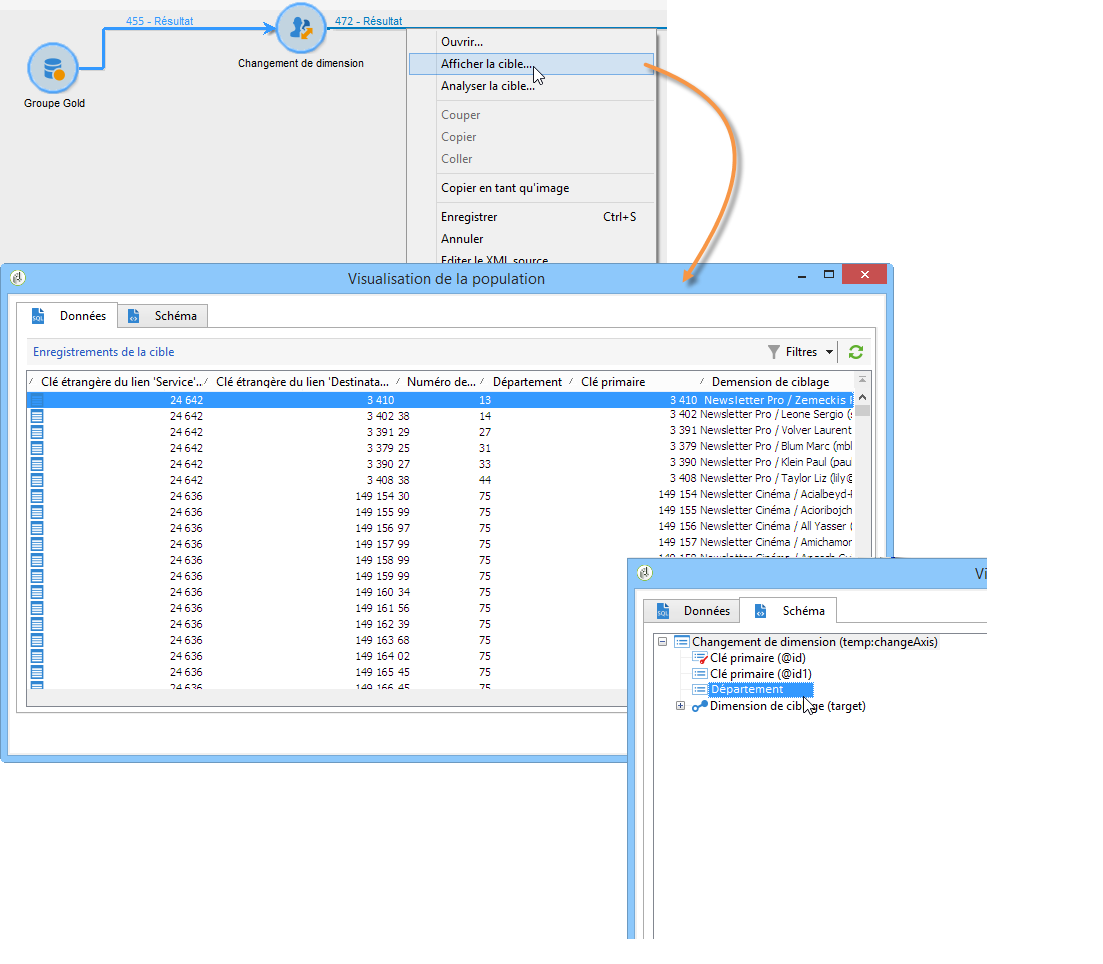 455 - Résultat
472 - Résultat
Changement de dimension
Groupe Gold
Ouvrir...
Afficher la cible...
Analyser la cible...
Couper
Copier
Coller
Copier en tant qu'image
Enregistrer Ctrl+S
Annuler
Editer le XML source
Visualisation de la population
Données Schéma
Enregistrements de la cible Filtres
Clé étrangère du lien 'Service'... Clé étrangère du lien 'Destinata... Numéro de... Département Clé primaire Demension de ciblage
24 642 3 410 13 3 410 Newsletter Pro / Zemeckis
24 642 3 402 38 14 3 402 Newsletter Pro / Leone Sergio (
24 642 3 391 29 27 3 391 Newsletter Pro / Volver Laurent
24 642 3 379 25 31 3 379 Newsletter Pro / Blum Marc (mbl
24 642 3 390 27 33 3 390 Newsletter Pro / Klein Paul (pau
24 642 3 408 38 44 3 408 Newsletter Pro / Taylor Liz (lily@
24 636 149 154 30 75 149 154 Newsletter Cinéma / Acialbeyd-
24 636 149 155 99 75 149 155 Newsletter Cinéma / Acioribojch
24 636 149 156 97 75 149 156 Newsletter Cinéma / All Yasser (
24 636 149 157 99 75 149 157 Newsletter Cinéma / Amichamor
24 636 149 158 99 75 149 158 Newsletter Cinéma /
24 636 149 159 99 75
24 636 149 160 34 75
24 636 149 161 56 75
24 636 149 162 39 75
24 636 149 163 68 75
24 636 149 164 02 75
24 636 149 165 45 75
24 636 149 166 45 75
Vi
Données Schéma
Changement de dimension (temp:changeAxis)
Clé primaire (@id)
Clé primaire (@id1)
Département
Dimension de ciblage (target)